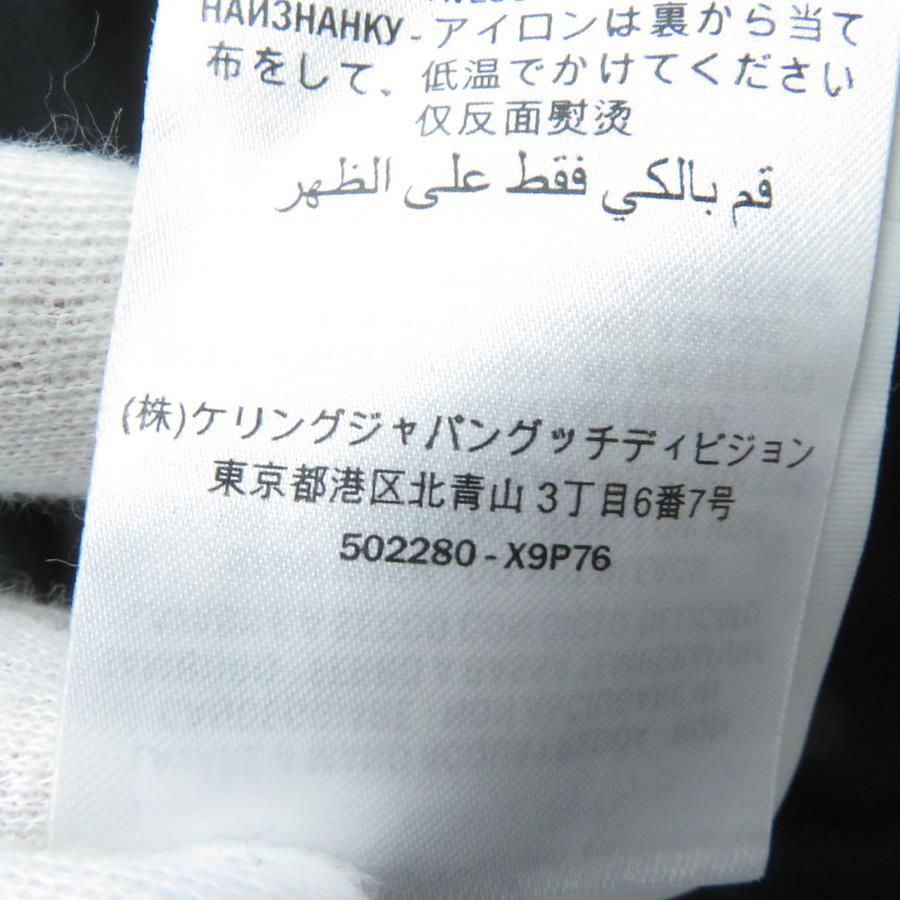 НАИЗНАНКУ-アイロンは裏から当て
布をして、低温でかけてください
仅反面熨烫
قم بالكي فقط على الظهر
(株)ケリングジャパングッチディビジョン
東京都港区北青山3丁目6番7号
502280-X9P76